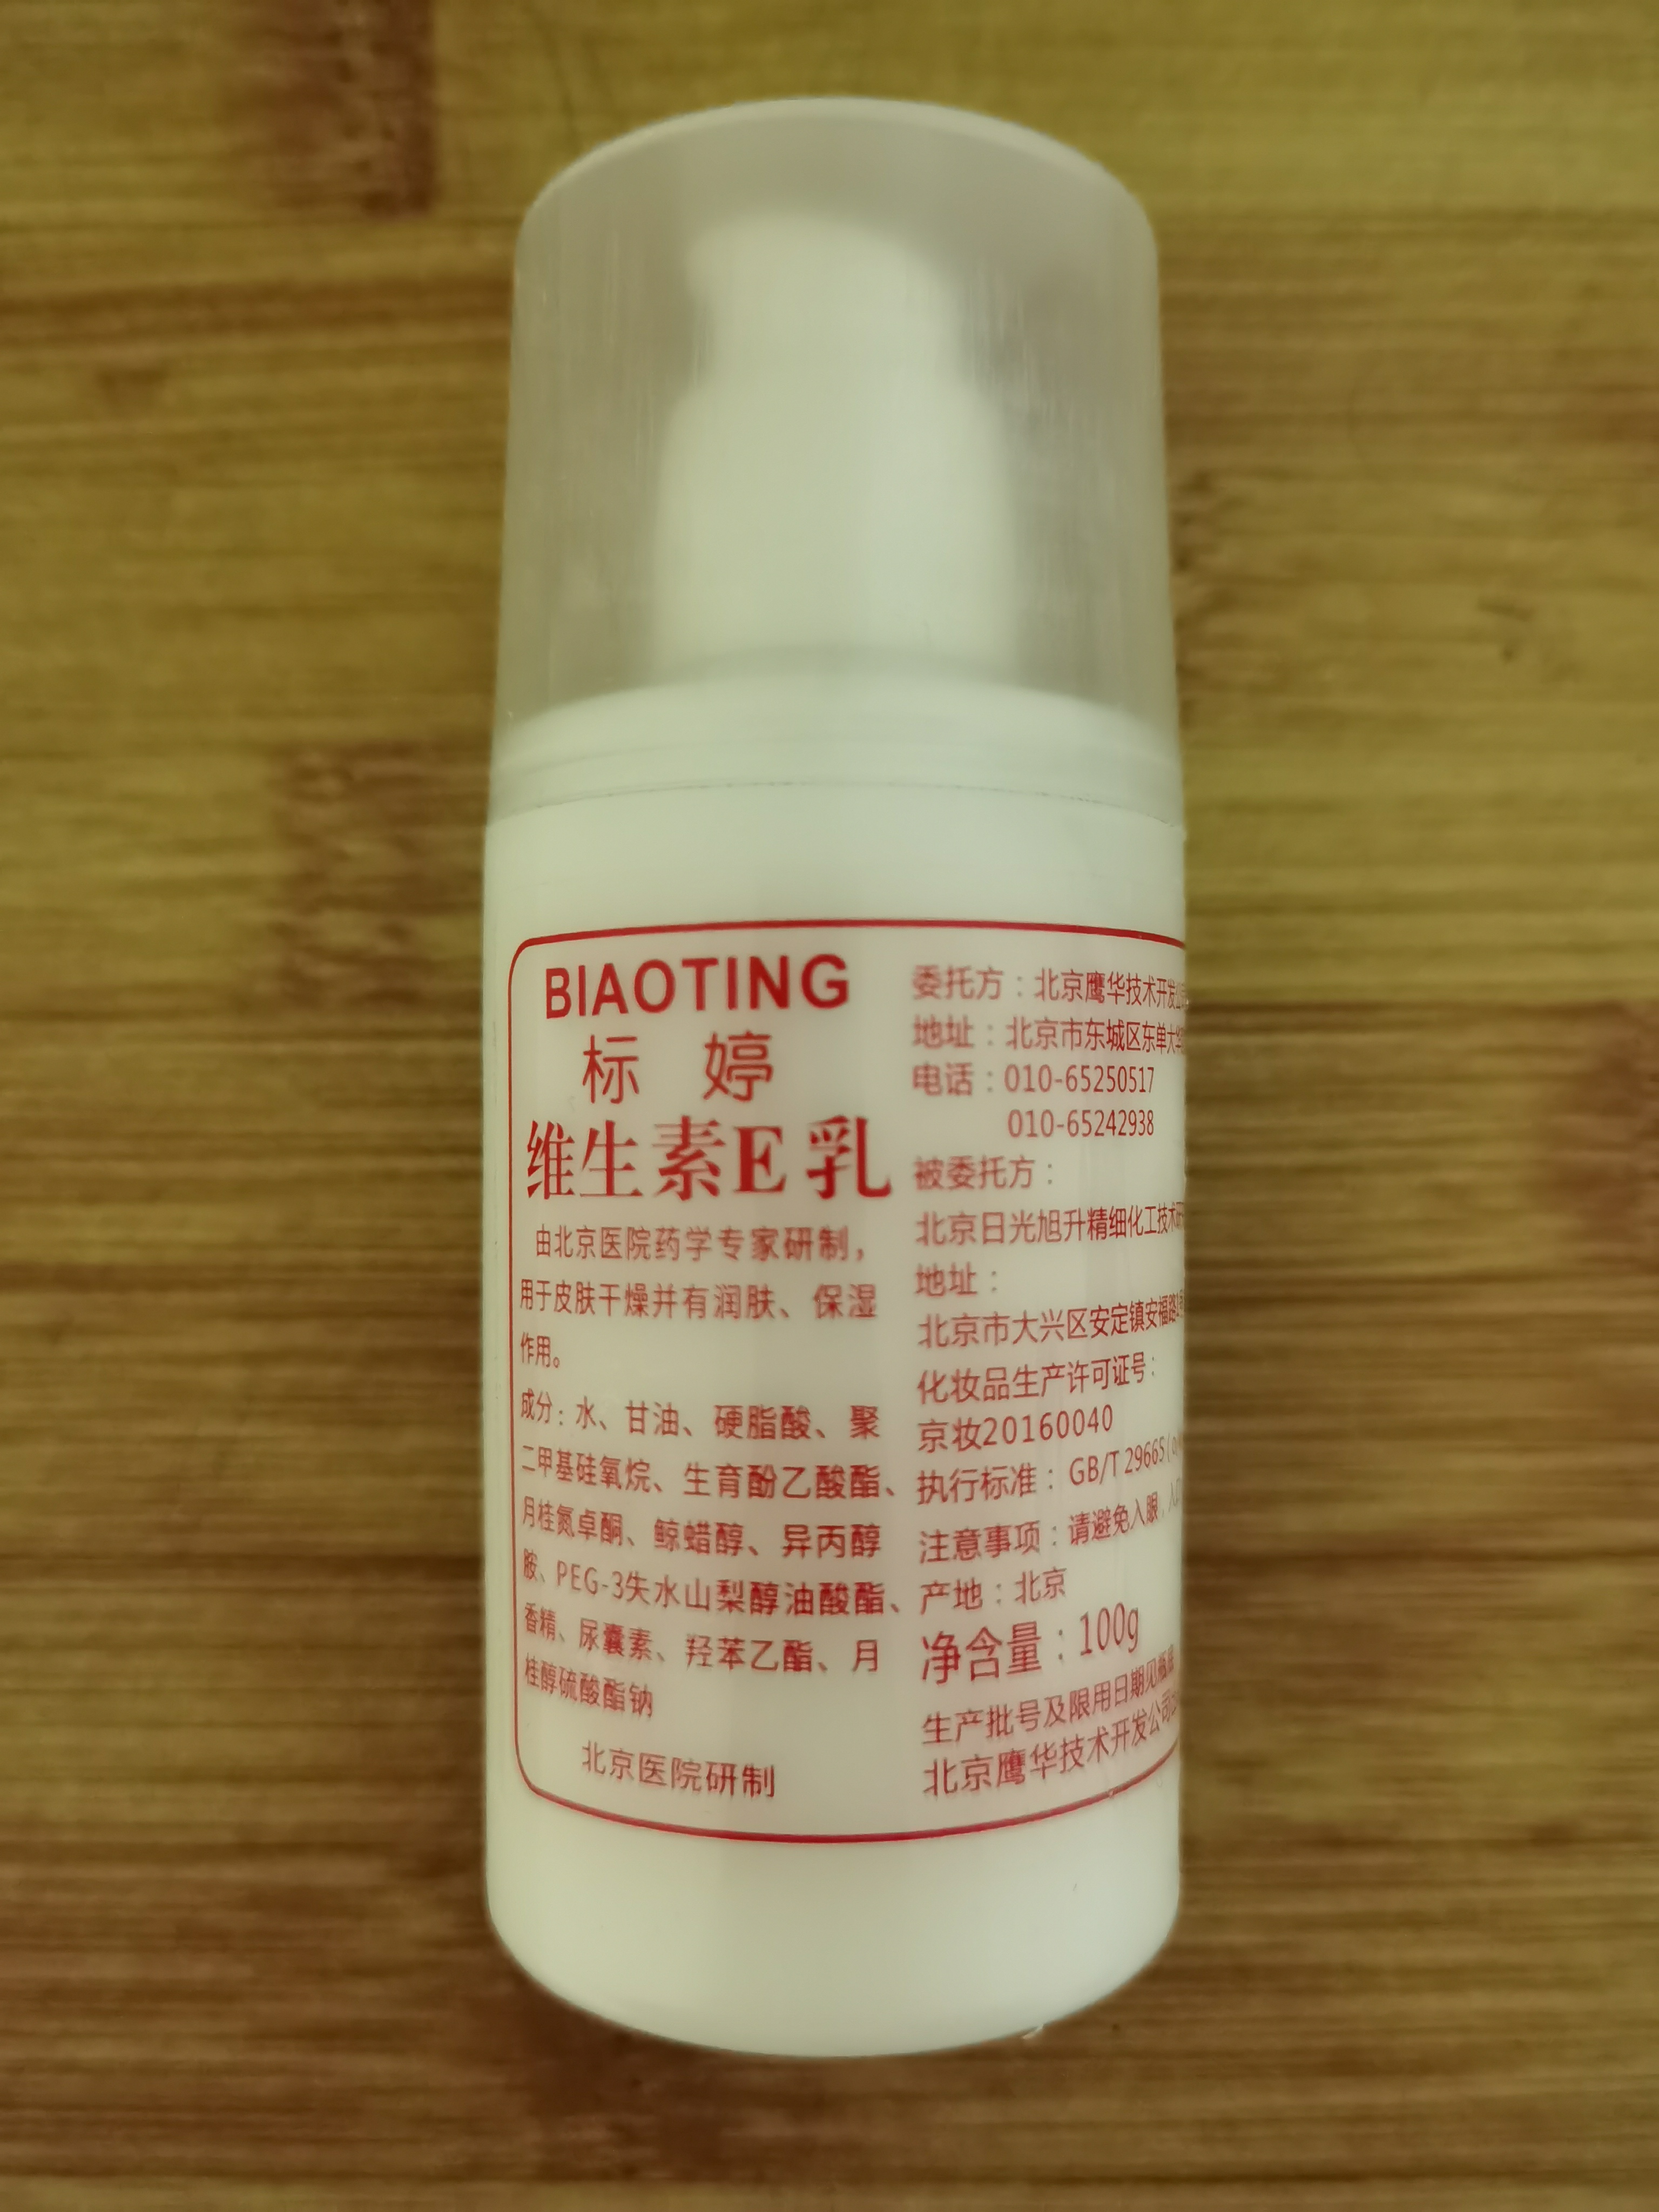 BIAOTING
标 婷
维生素E乳
由北京医院药学专家研制，
用于皮肤干燥并有润肤、保湿
作用。
成分：水、甘油、硬脂酸、聚
二甲基硅氧烷、生育酚乙酸酯、
月桂氮卓酮、鲸蜡醇、异丙醇
胺、PEG-3失水山梨醇油酸酯、
香精、尿囊素、羟苯乙酯、月
桂醇硫酸酯钠
北京医院研制
委托方：北京鹰华技术开发
地址：北京市东城区东单大华
电话：010-65250517
010-65242938
被委托方：
北京日光旭升精细化工技术研
地址：
北京市大兴区安定镇安福路1号
化妆品生产许可证号：
京妆20160040
执行标准：GB/T 29665
注意事项：请避免入眼，入
产地：北京
净含量：100g
生产批号及限用日期见瓶底
北京鹰华技术开发公司